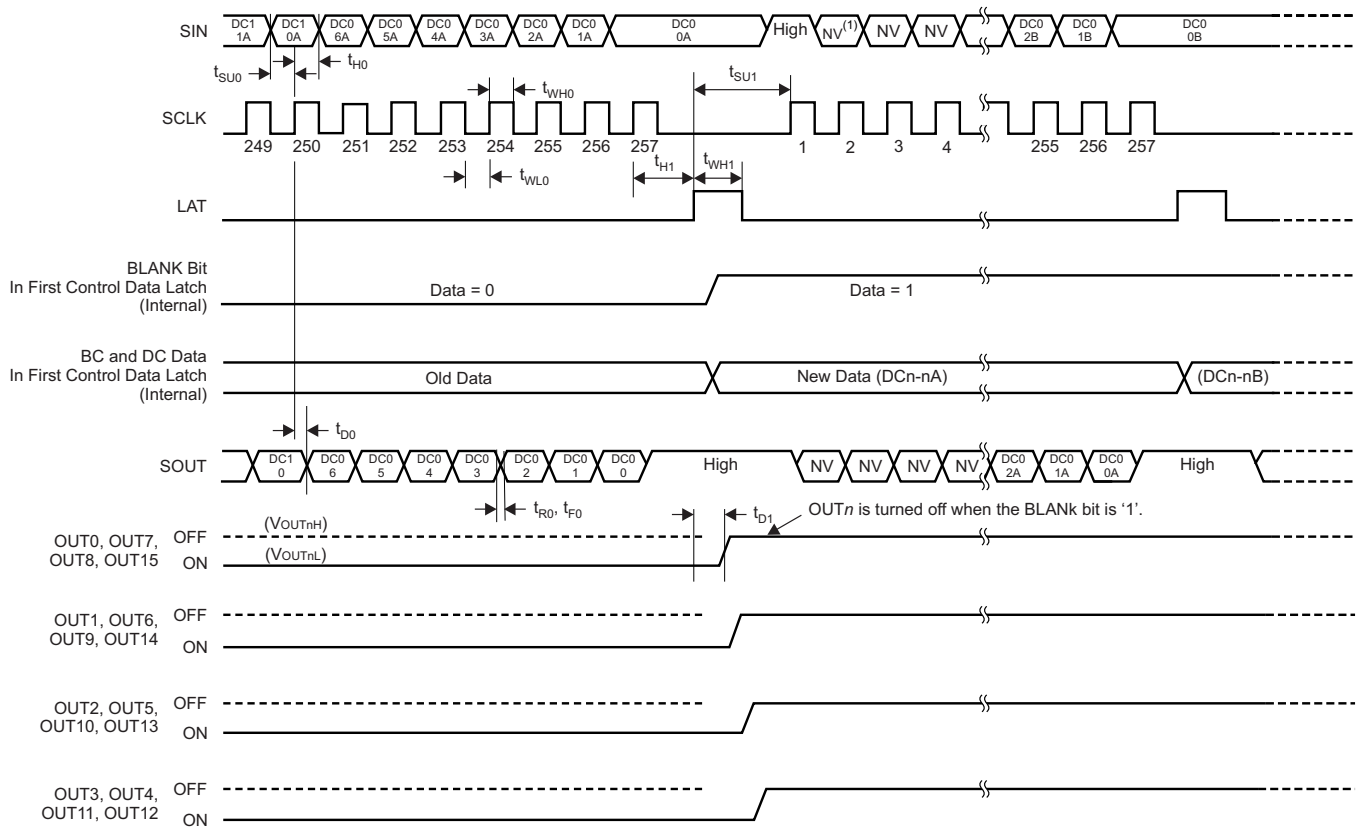 SIN
DC1 1A
DC1 0A
DC0 6A
DC0 5A
DC0 4A
DC0 3A
DC0 2A
DC0 1A
DC0 0A
High
NV(1)
NV
NV
DC0 2B
DC0 1B
DC0 0B
tSU0
tH0
tWH0
tSU1
SCLK
249 250 251 252 253 254 255 256 257 1 2 3 4 255 256 257
tWL0
tH1
tWH1
LAT
BLANK Bit
In First Control Data Latch
(Internal)
Data = 0
Data = 1
BC and DC Data
In First Control Data Latch
(Internal)
Old Data
New Data (DCn-nA)
(DCn-nB)
tD0
SOUT
DC1 0
DC0 6
DC0 5
DC0 4
DC0 3
DC0 2
DC0 1
DC0 0
High
NV
NV
NV
NV
DC0 2A
DC0 1A
DC0 0A
High
tR0, tF0
tD1
OUTn is turned off when the BLANk bit is ‘1’.
OUT0, OUT7,
OUT8, OUT15
OFF
(VOUTnH)
ON
(VOUTnL)
OUT1, OUT6,
OUT9, OUT14
OFF
ON
OUT2, OUT5,
OUT10, OUT13
OFF
ON
OUT3, OUT4,
OUT11, OUT12
OFF
ON